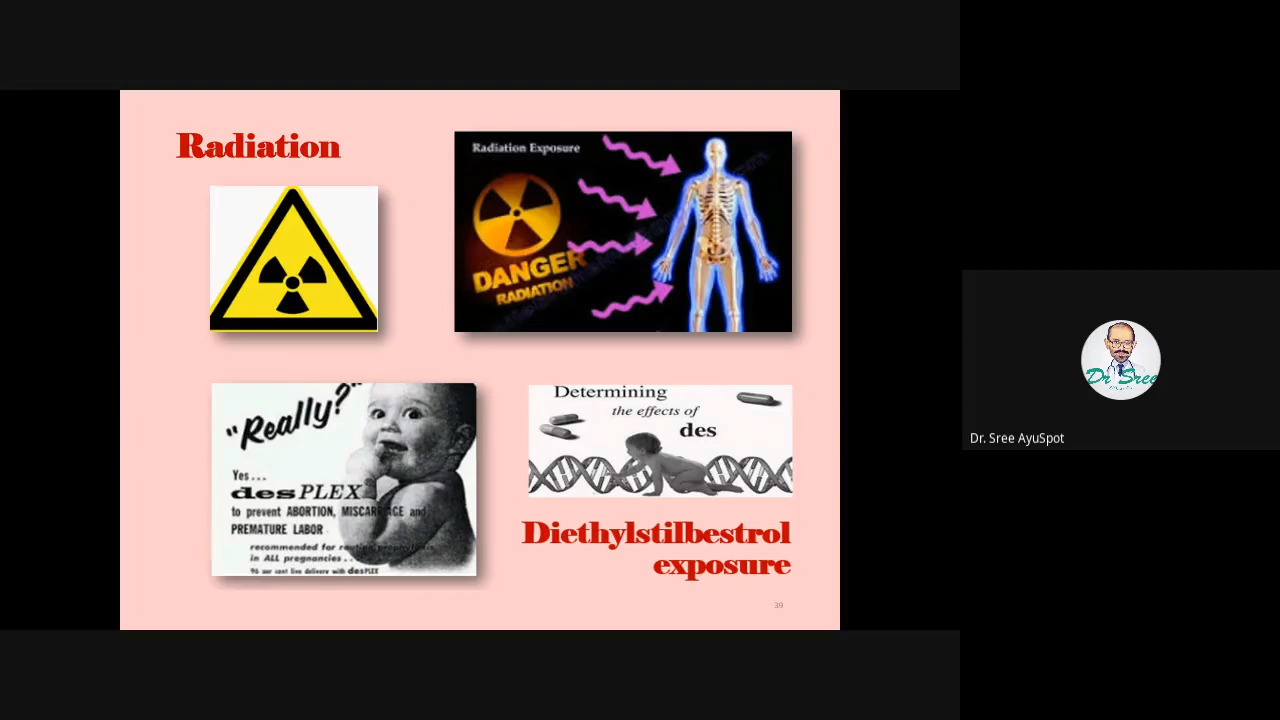 Radiation
Radiation Exposure
DANGER
RADIATION
"Really?"
Yes...
desPLEX
to prevent ABORTION, MISCARRIAGE and
PREMATURE LABOR
recommended for routine prophylaxis
in ALL pregnancies . .
96 per cent live delivery with desPLEX
Determining
the effects of
des
Diethylstilbestrol
exposure
39
Dr Sree
Dr. Sree AyuSpot